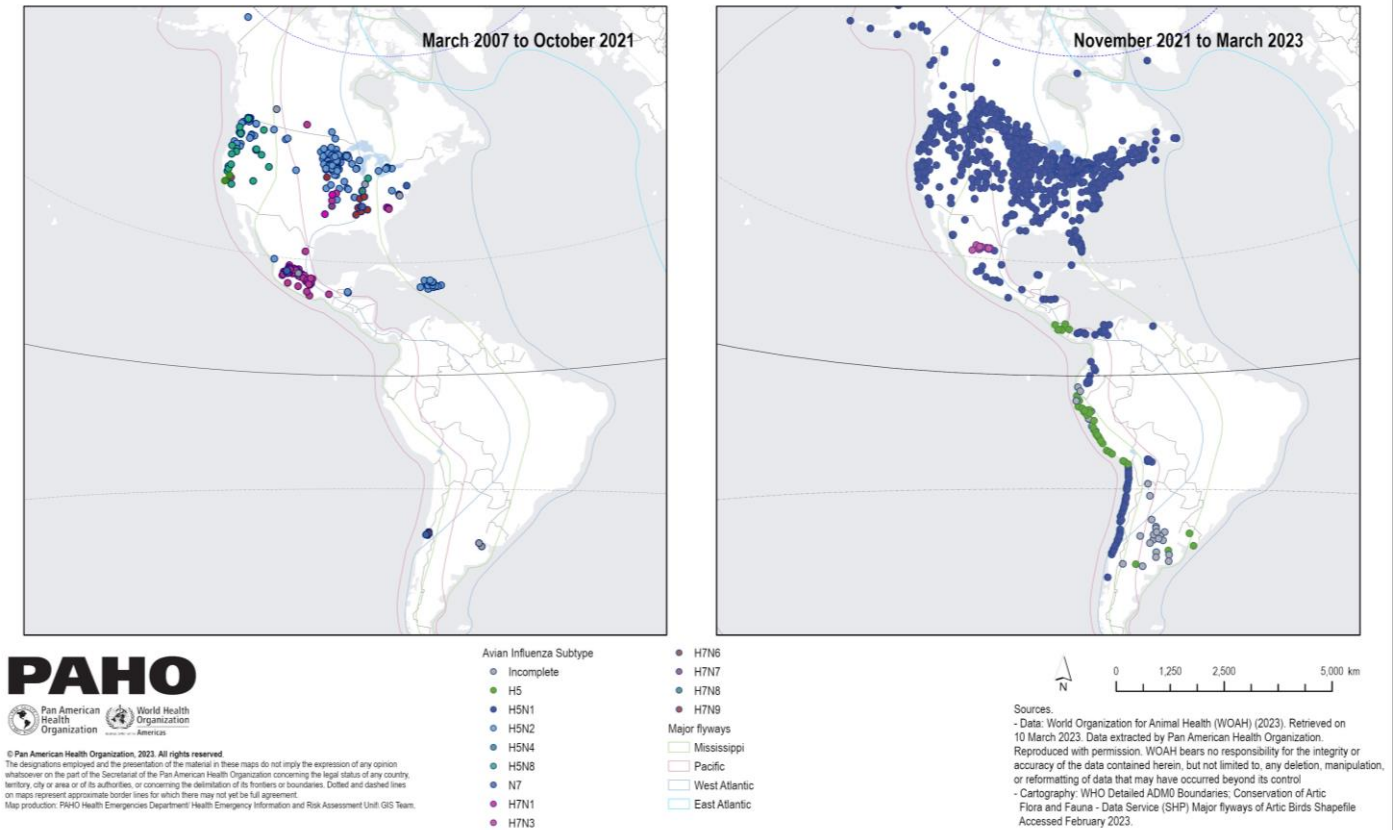 March 2007 to October 2021
November 2021 to March 2023
PAHO
Pan American
Health
Organization
World Health
Organization
Americas
© Pan American Health Organization, 2023. All rights reserved
The designations employed and the presentation of the material in these maps do not imply the expression of any opinion
whatsoever on the part of the Secretariat of the Pan American Health Organization concerning the legal status of any country,
territory, city or area or of its authorities, or concerning the delimitation of its frontiers or boundaries. Dotted and dashed lines
on maps represent approximate border lines for which there may not yet be full agreement.
Map production: PAHO Health Emergencies Department/ Health Emergency Information and Risk Assessment Unit\ GIS Team.
Avian Influenza Subtype
Incomplete
H5
H5N1
H5N2
H5N4
H5N8
N7
H7N1
H7N3
H7N6
H7N7
H7N8
H7N9
Major flyways
Mississippi
Pacific
West Atlantic
East Atlantic
N
0 1,250 2,500 5,000 km
Sources.
- Data: World Organization for Animal Health (WOAH) (2023). Retrieved on
10 March 2023. Data extracted by Pan American Health Organization.
Reproduced with permission. WOAH bears no responsibility for the integrity or
accuracy of the data contained herein, but not limited to, any deletion, manipulation,
or reformatting of data that may have occurred beyond its control
- Cartography: WHO Detailed ADM0 Boundaries; Conservation of Artic
Flora and Fauna - Data Service (SHP) Major flyways of Artic Birds Shapefile
Accessed February 2023.